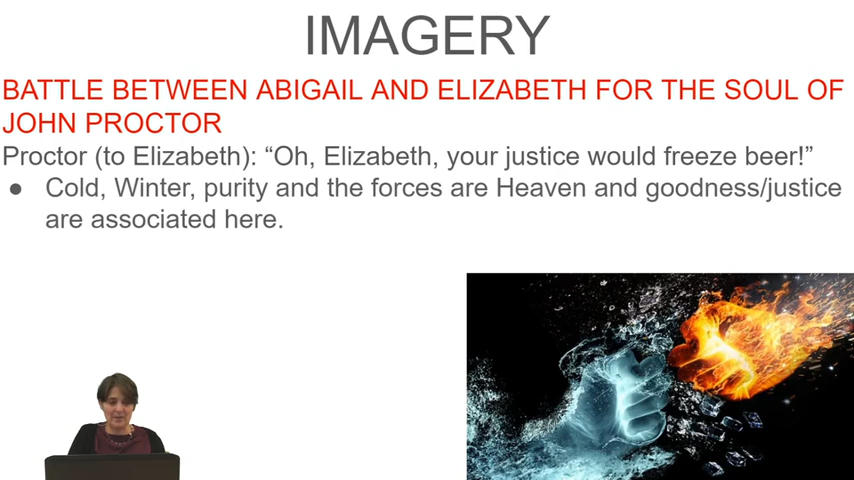 IMAGERY
BATTLE BETWEEN ABIGAIL AND ELIZABETH FOR THE SOUL OF
JOHN PROCTOR
Proctor (to Elizabeth): “Oh, Elizabeth, your justice would freeze beer!”
● Cold, Winter, purity and the forces are Heaven and goodness/justice
are associated here.